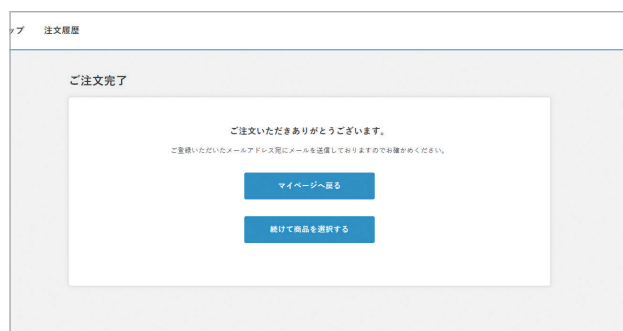 ップ 注文履歴
ご注文完了
ご注文いただきありがとうございます。
ご登録いただいたメールアドレス宛にメールを送信しておりますのでお確かめください。
マイページへ戻る
続けて商品を選択する